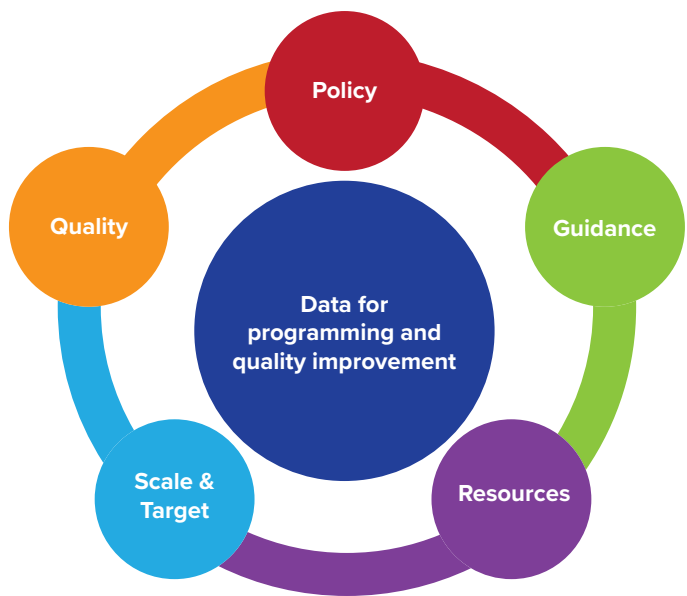 Policy
Guidance
Resources
Scale &
Target
Quality
Data for
programming and
quality improvement